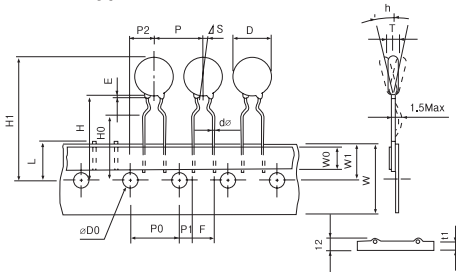 h
P2 P ⊿S D T
E
H1 H H0 dø 1.5Max
L W0 W1 W
øD0 P0 P1 F 12 t1